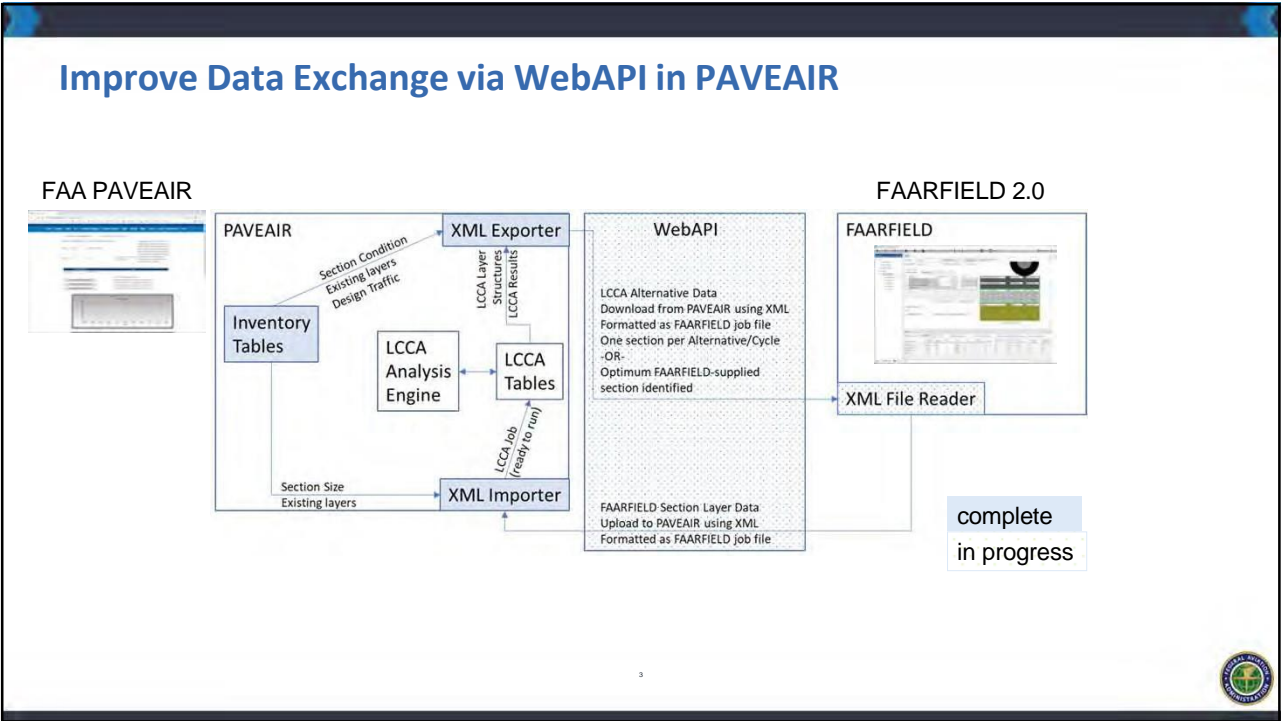 Improve Data Exchange via WebAPI in PAVEAIR
FAA PAVEAIR
FAARFIELD 2.0
PAVEAIR
XML Exporter
Section Condition
Existing layers
Design Traffic
LCCA Layer
Structures
LCCA Results
Inventory
Tables
LCCA
Analysis
Engine
LCCA
Tables
LCCA Job
(ready to run)
Section Size
Existing layers
XML Importer
WebAPI
LCCA Alternative Data
Download from PAVEAIR using XML
Formatted as FAARFIELD job file
One section per Alternative/Cycle
-OR-
Optimum FAARFIELD-supplied
section identified
FAARFIELD Section Layer Data
Upload to PAVEAIR using XML
Formatted as FAARFIELD job file
FAARFIELD
XML File Reader
complete
in progress
3
FEDERAL AVIATION
ADMINISTRATION